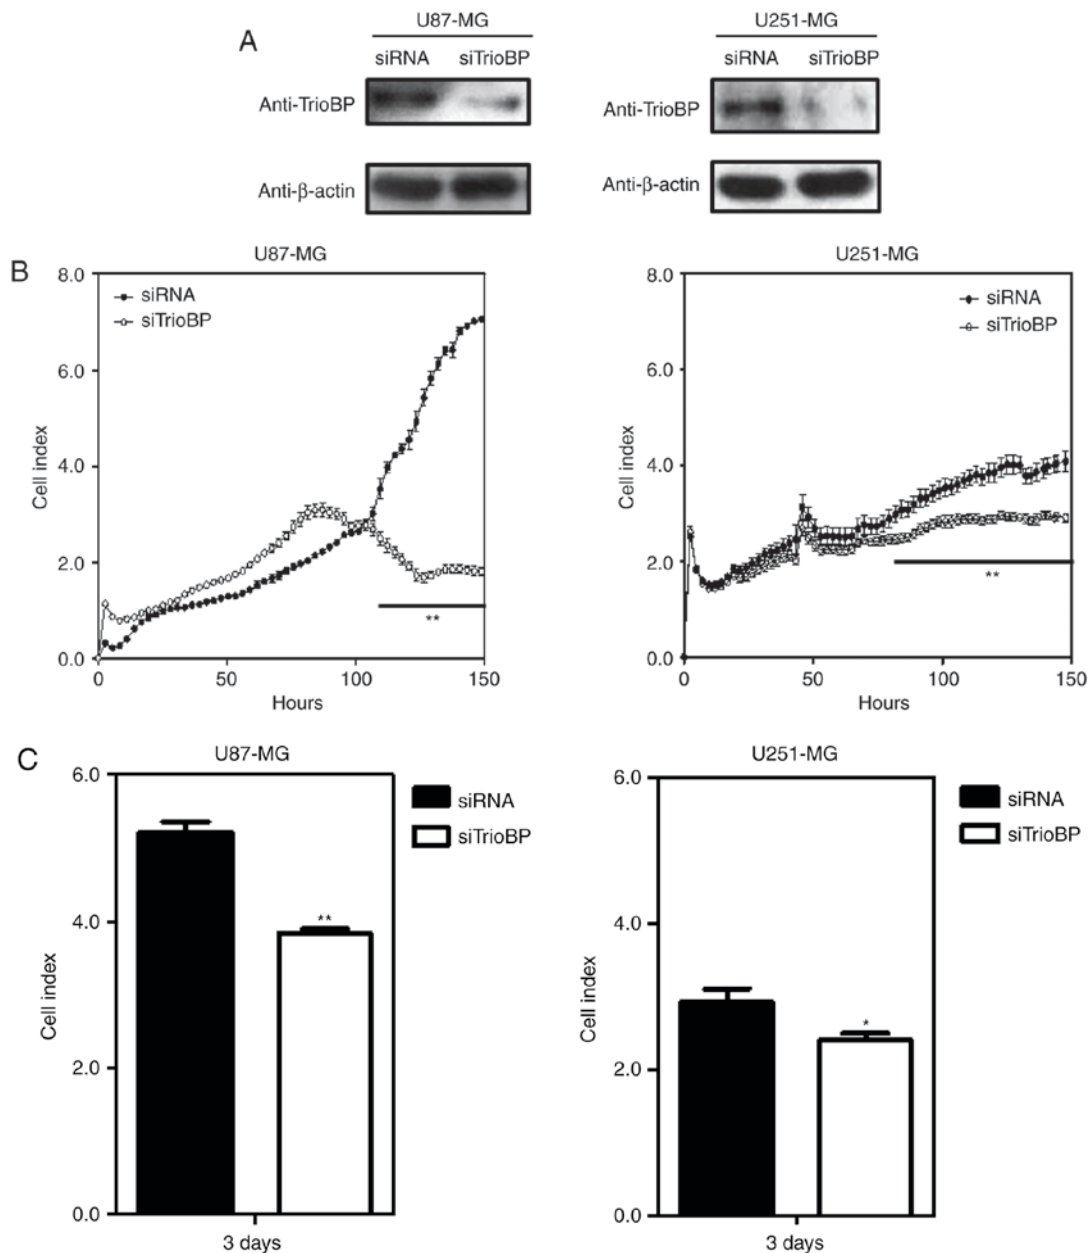 A
U87-MG
siRNA siTrioBP
Anti-TrioBP
Anti-β-actin
U251-MG
siRNA siTrioBP
Anti-TrioBP
Anti-β-actin
B
U87-MG
siRNA
siTrioBP
Cell index
8.0
6.0
4.0
2.0
0.0
**
0 50 100 150
Hours
U251-MG
siRNA
siTrioBP
Cell index
8.0
6.0
4.0
2.0
0.0
**
0 50 100 150
Hours
C
U87-MG
siRNA
siTrioBP
Cell index
6.0
4.0
2.0
0.0
**
3 days
U251-MG
siRNA
siTrioBP
Cell index
6.0
4.0
2.0
0.0
*
3 days